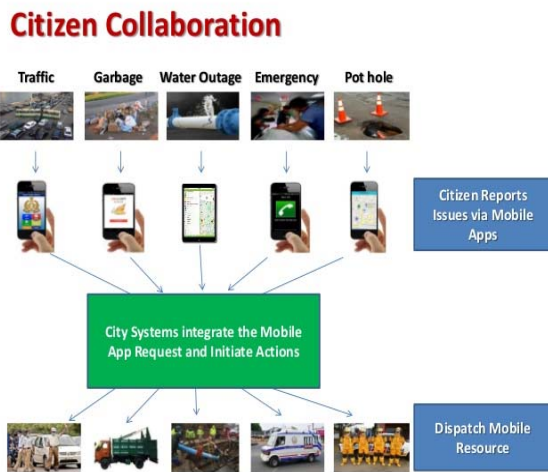 Citizen Collaboration
Traffic
Garbage
Water Outage
Emergency
Pot hole
Citizen Reports
Issues via Mobile
Apps
City Systems integrate the Mobile
App Request and Initiate Actions
Dispatch Mobile
Resource